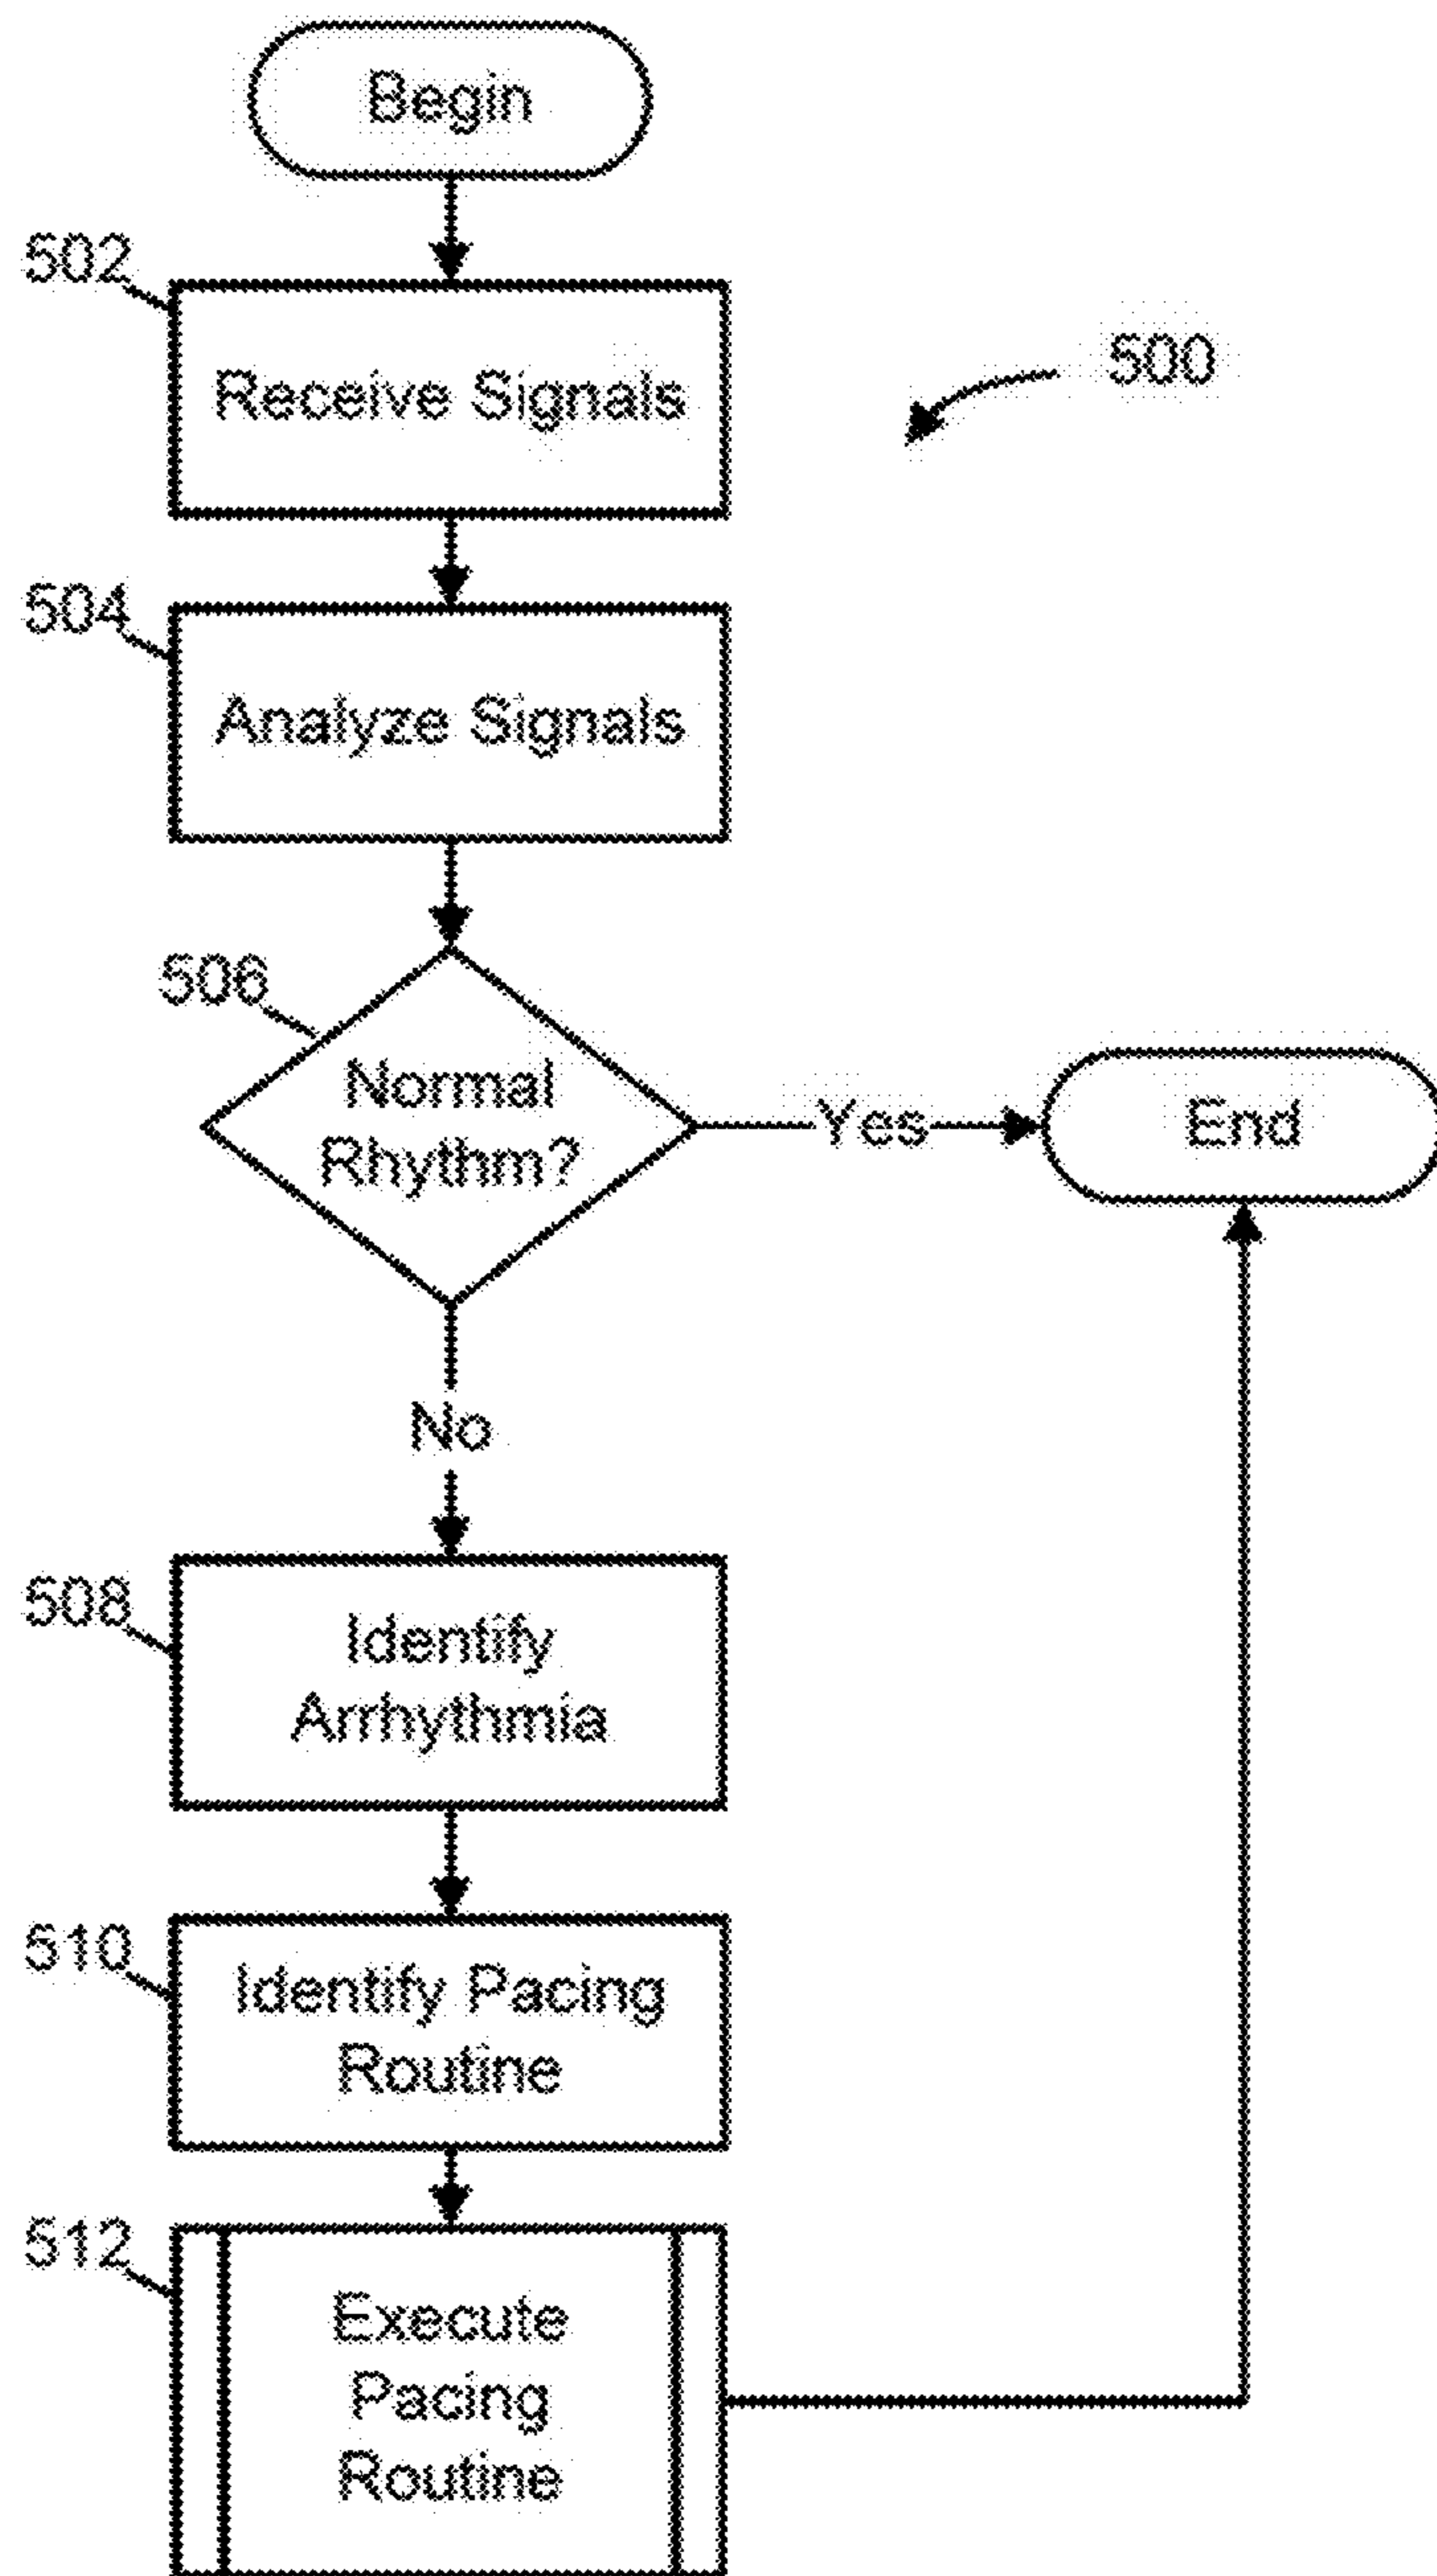 Begin
502
Receive Signals
500
504
Analyze Signals
506
Normal
Rhythm?
Yes
End
No
508
Identify
Arrhythmia
510
Identify Pacing
Routine
512
Execute
Pacing
Routine